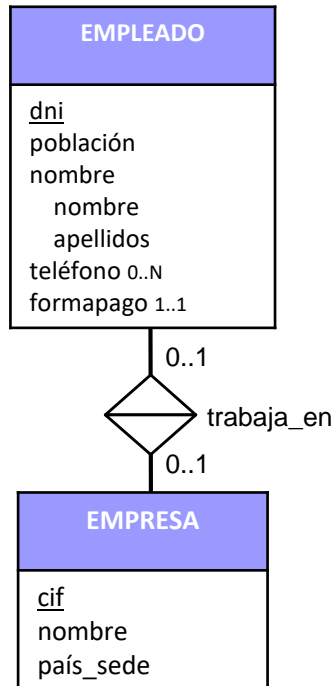 EMPLEADO
dni
población
nombre
nombre
apellidos
teléfono 0..N
formapago 1..1
0..1
trabaja_en
0..1
EMPRESA
cif
nombre
país_sede